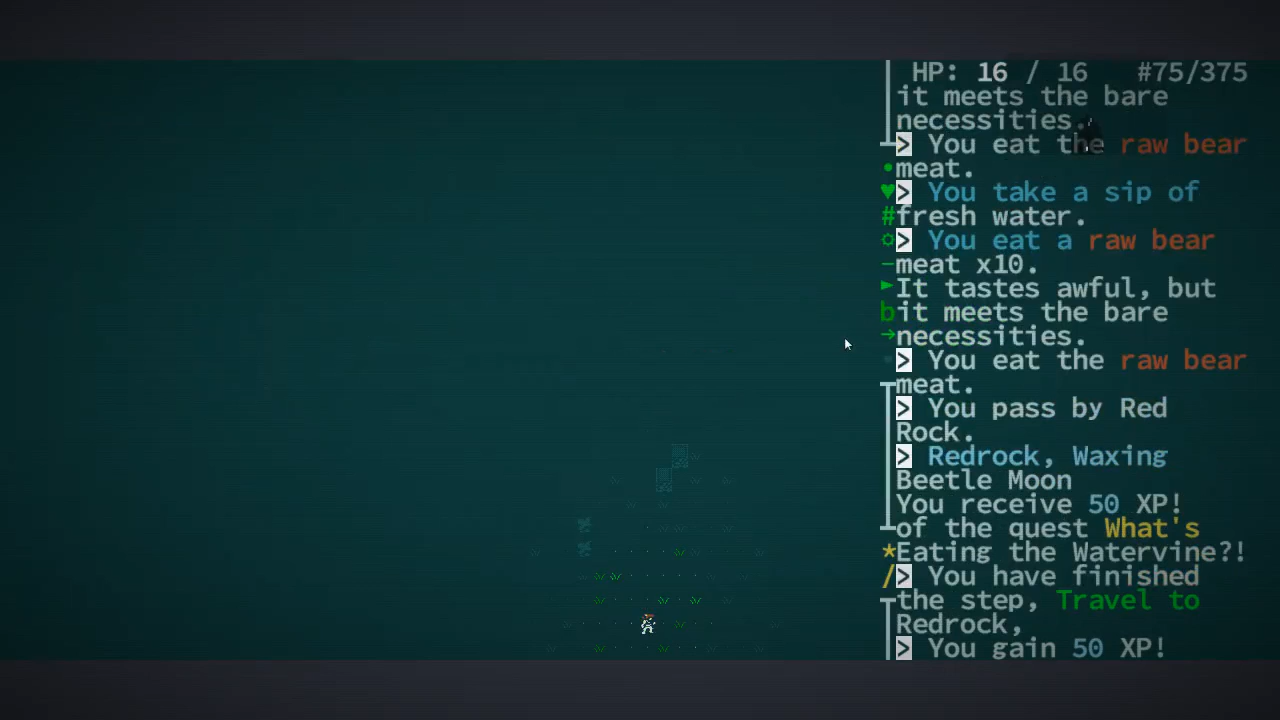 HP: 16 / 16 #75/375
it meets the bare
necessities.
> You eat the raw bear
meat.
> You take a sip of
fresh water.
> You eat a raw bear
meat x10.
It tastes awful, but
it meets the bare
necessities.
> You eat the raw bear
meat.
> You pass by Red
Rock.
> Redrock, Waxing
Beetle Moon
You receive 50 XP!
of the quest What's
Eating the Watervine?!
> You have finished
the step, Travel to
Redrock,
> You gain 50 XP!